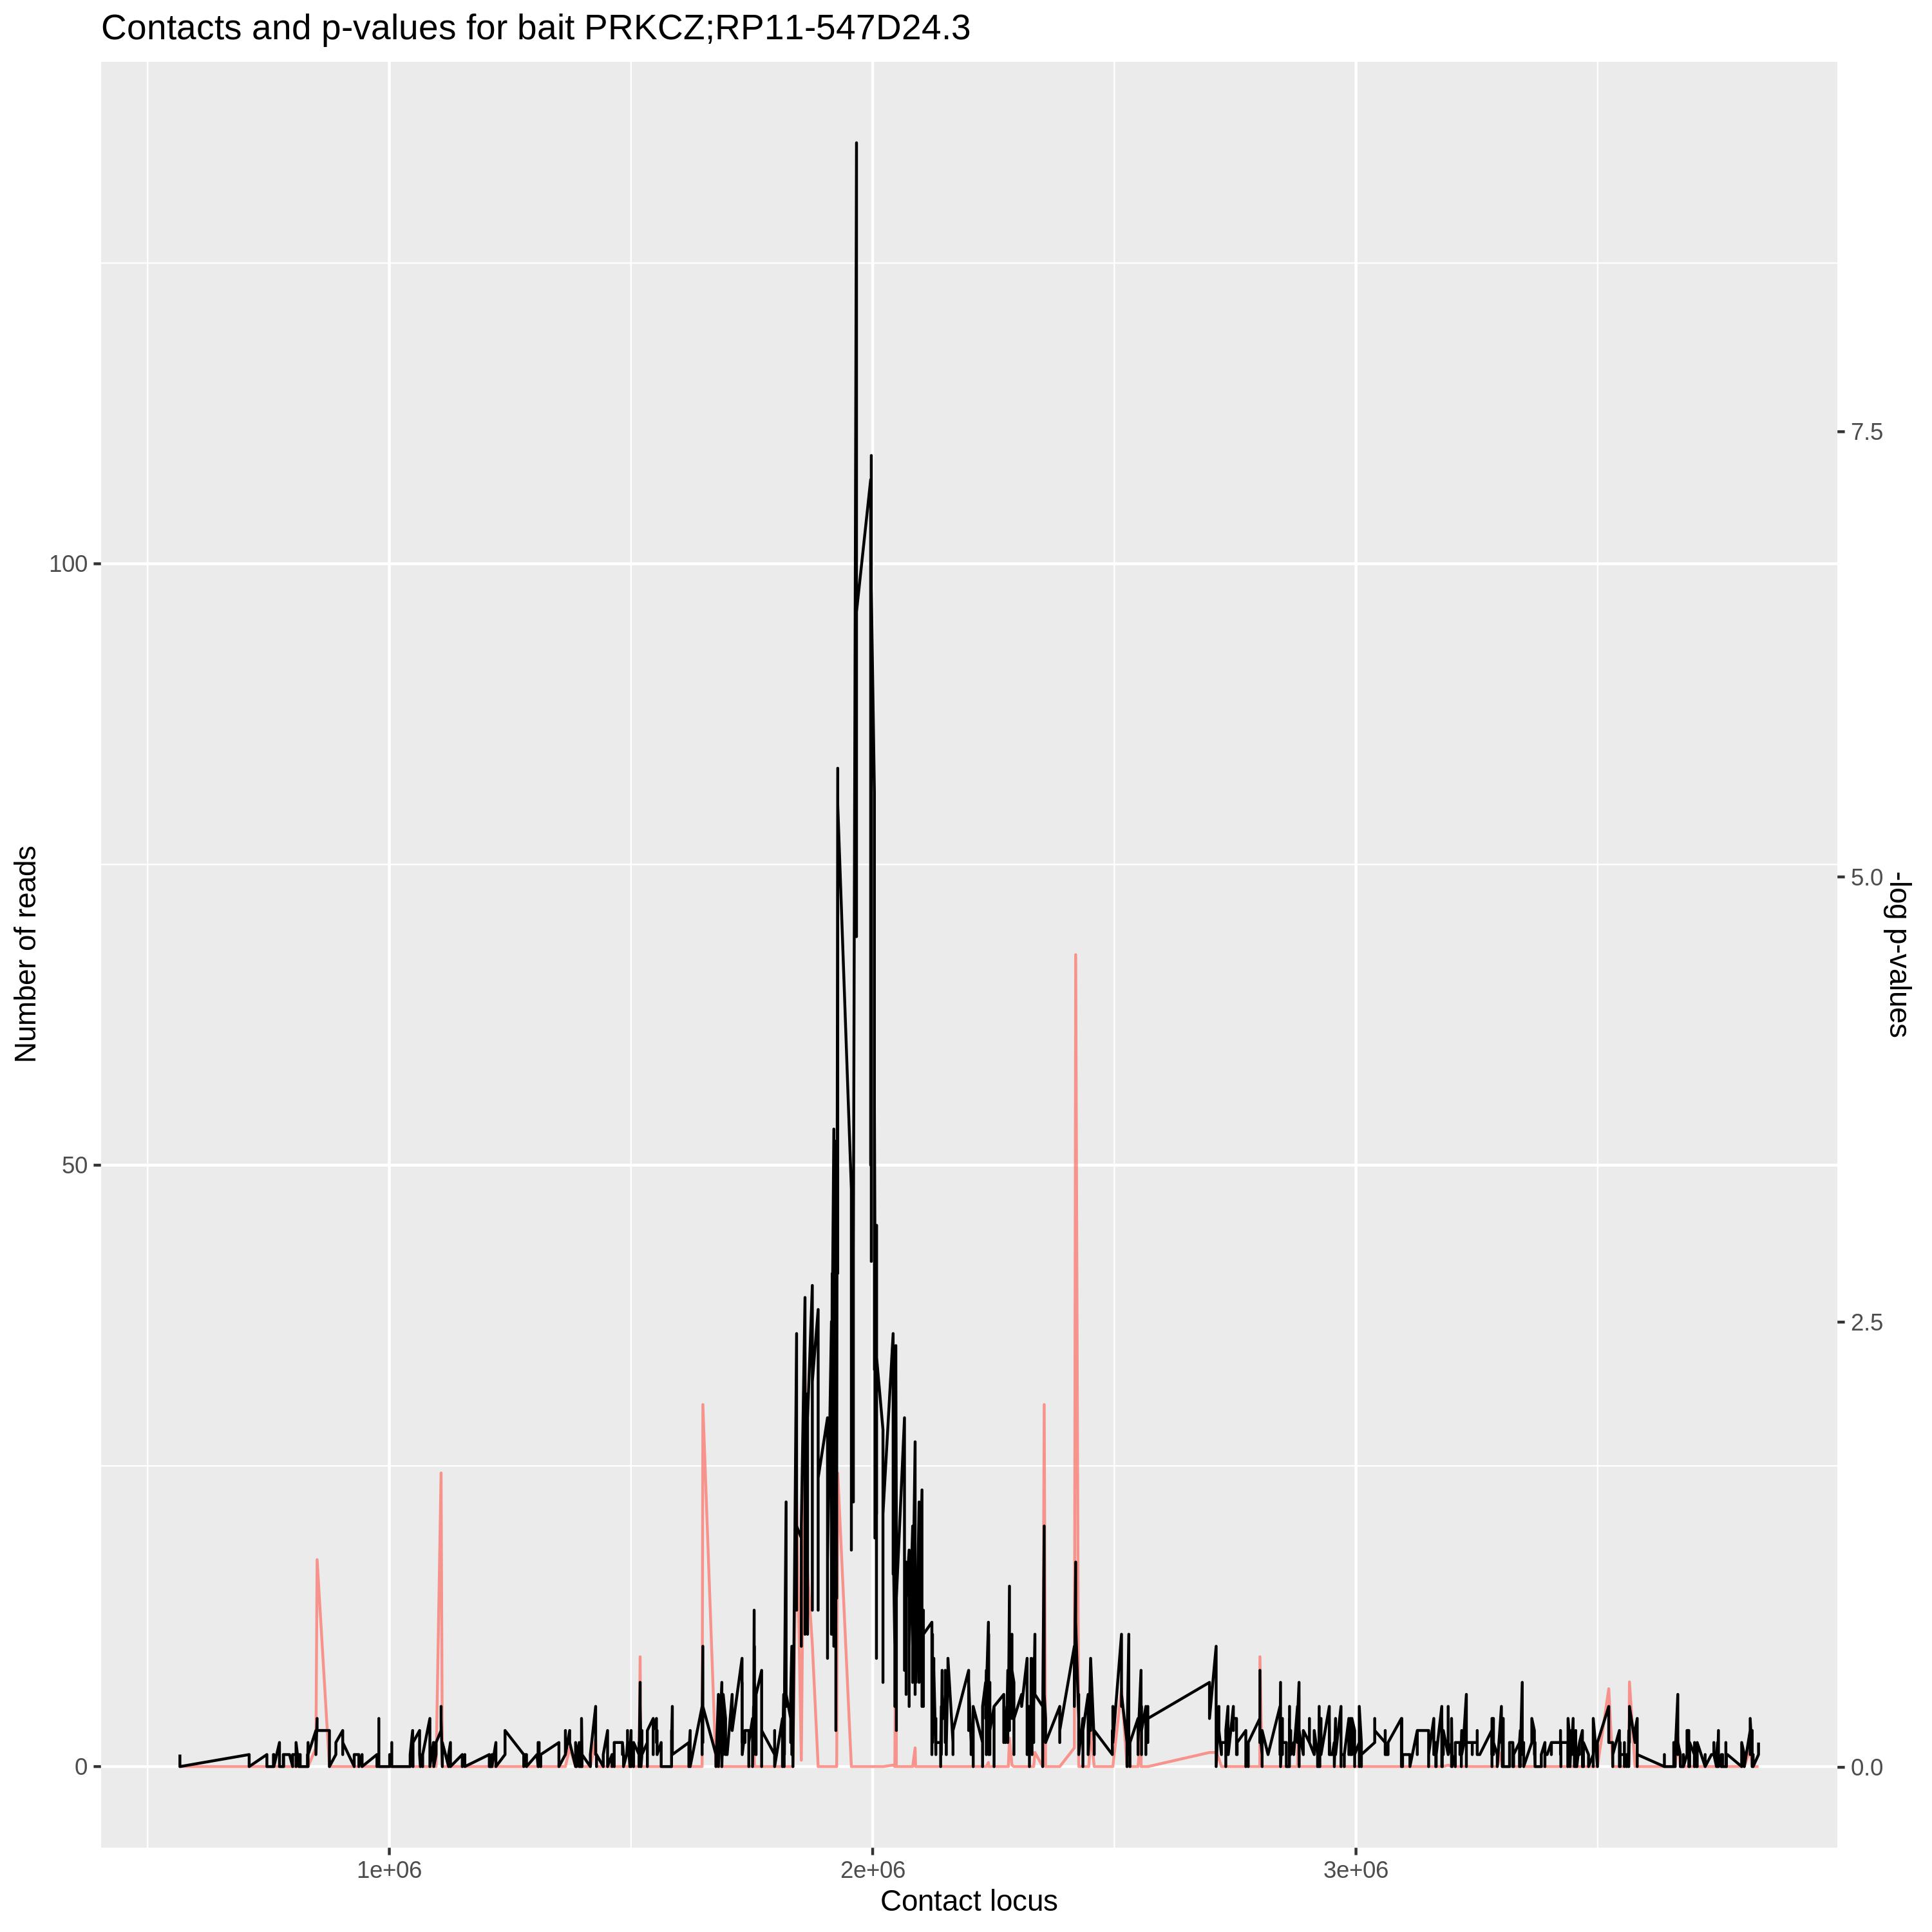 Contacts and p-values for bait PRKCZ;RP11-547D24.3
Number of reads
100
50
0
7.5
5.0
2.5
0.0
-log p-values
1e+06 2e+06 3e+06
Contact locus